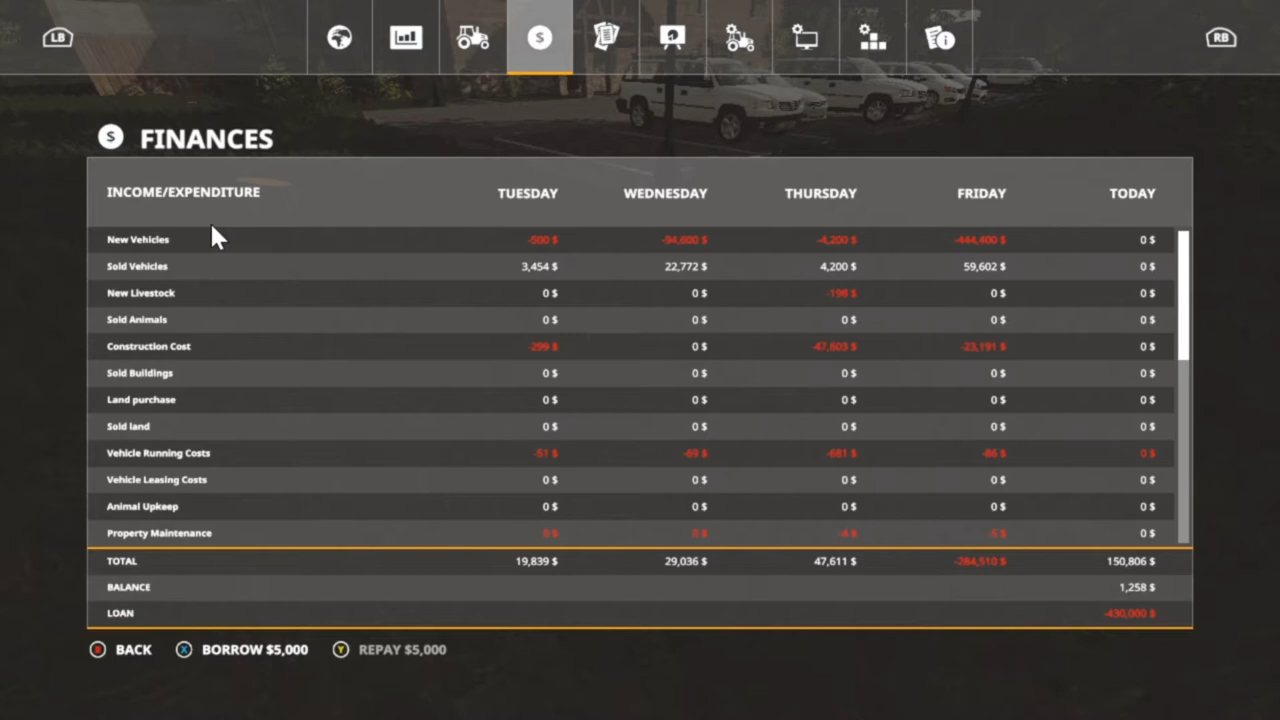 LB
$
RB
$ FINANCES
INCOME/EXPENDITURE TUESDAY WEDNESDAY THURSDAY FRIDAY TODAY
New Vehicles -500 $ -94,600 $ -4,200 $ -444,400 $ 0 $
Sold Vehicles 3,454 $ 22,772 $ 4,200 $ 59,602 $ 0 $
New Livestock 0 $ 0 $ -198 $ 0 $ 0 $
Sold Animals 0 $ 0 $ 0 $ 0 $ 0 $
Construction Cost -299 $ 0 $ -47,603 $ -23,191 $ 0 $
Sold Buildings 0 $ 0 $ 0 $ 0 $ 0 $
Land purchase 0 $ 0 $ 0 $ 0 $ 0 $
Sold land 0 $ 0 $ 0 $ 0 $ 0 $
Vehicle Running Costs -51 $ -69 $ -681 $ -86 $ 0 $
Vehicle Leasing Costs 0 $ 0 $ 0 $ 0 $ 0 $
Animal Upkeep 0 $ 0 $ 0 $ 0 $ 0 $
Property Maintenance 0 $ 0 $ -4 $ -5 $ 0 $
TOTAL 19,839 $ 29,036 $ 47,611 $ -284,510 $ 150,806 $
BALANCE 1,258 $
LOAN -430,000 $
B BACK X BORROW $5,000 Y REPAY $5,000